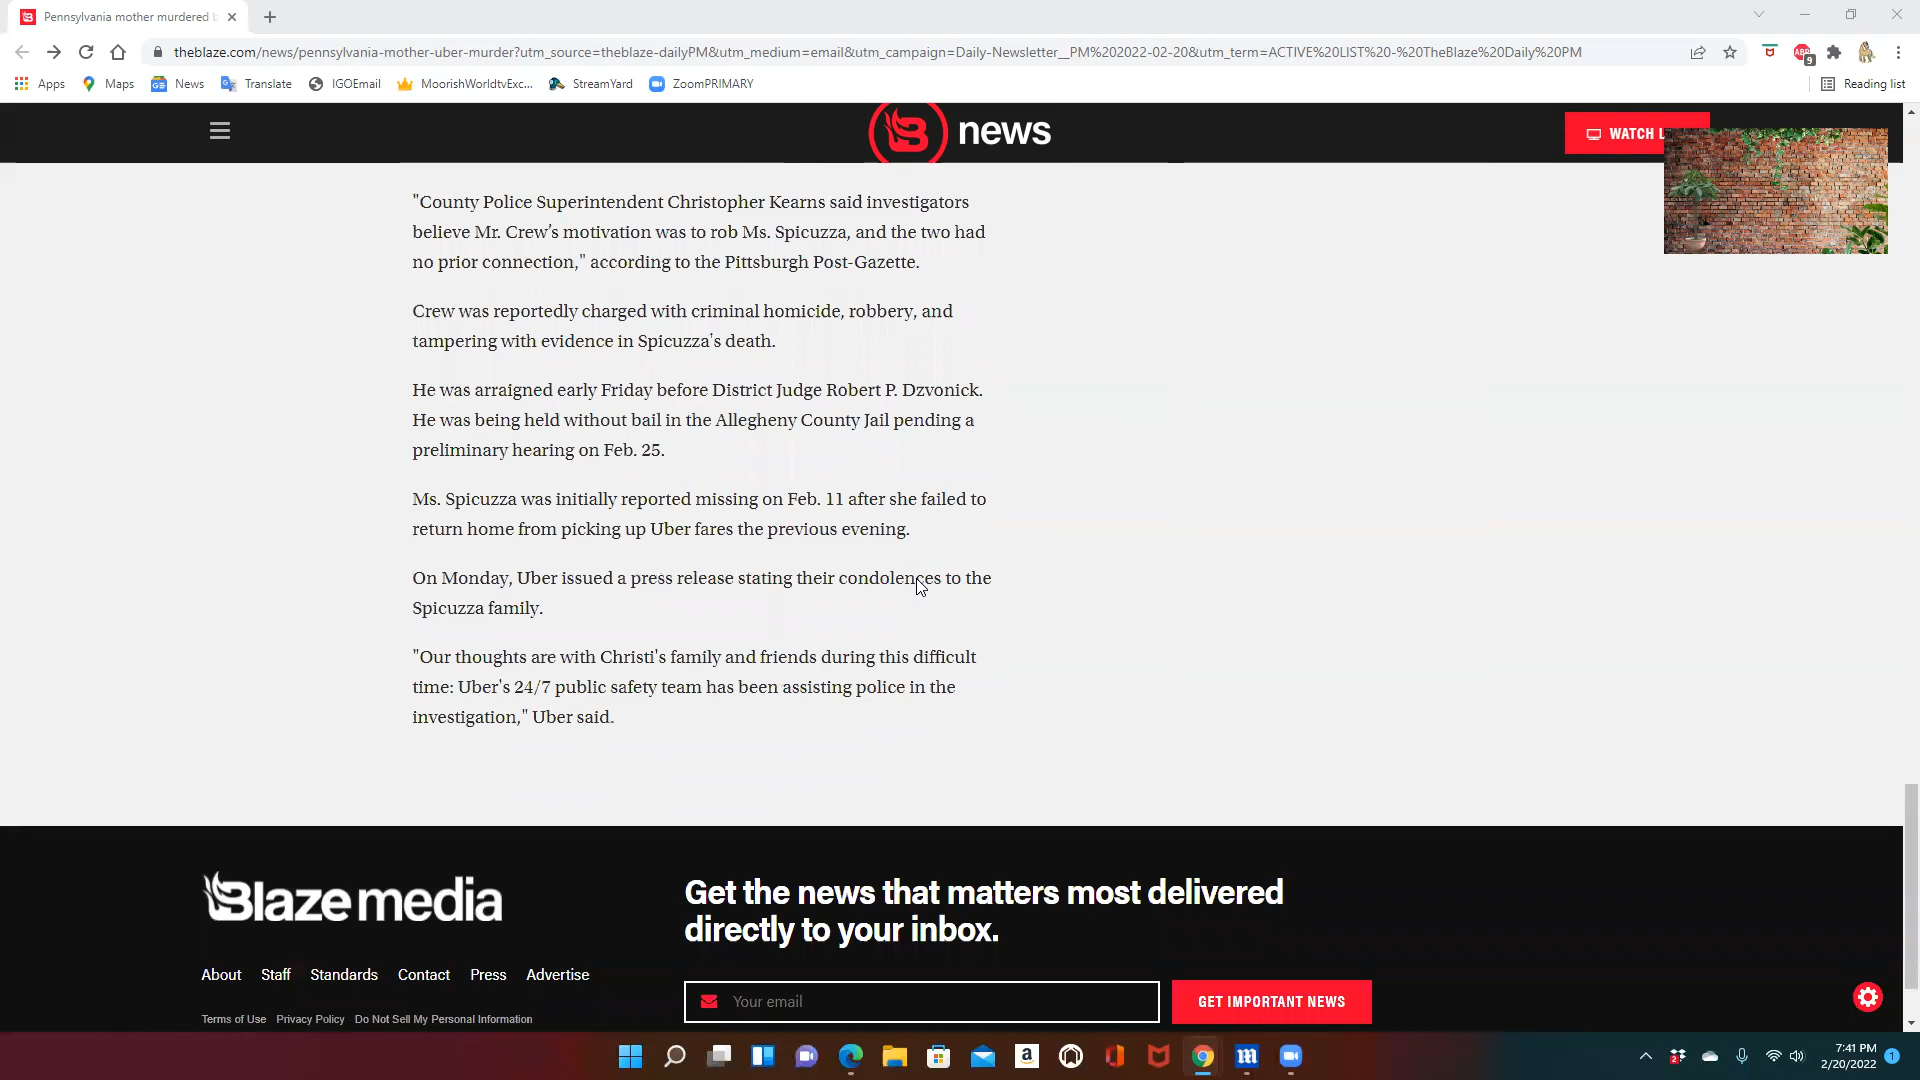 Pennsylvania mother murdered
theblaze.com/news/pennsylvania-mother-uber-murder?utm_source=theblaze-dailyPM&utm_medium=email&utm_campaign=Daily-Newsletter__PM%202022-02-20&utm_term=ACTIVE%20LIST%20-%20TheBlaze%20Daily%20PM
9
Apps
Maps
News
Translate
IGOEmail
MoorishWorldtvExc...
StreamYard
ZoomPRIMARY
Reading list
news
WATCH
"County Police Superintendent Christopher Kearns said investigators
believe Mr. Crew’s motivation was to rob Ms. Spicuzza, and the two had
no prior connection," according to the Pittsburgh Post-Gazette.
Crew was reportedly charged with criminal homicide, robbery, and
tampering with evidence in Spicuzza's death.
He was arraigned early Friday before District Judge Robert P. Dzvonick.
He was being held without bail in the Allegheny County Jail pending a
preliminary hearing on Feb. 25.
Ms. Spicuzza was initially reported missing on Feb. 11 after she failed to
return home from picking up Uber fares the previous evening.
On Monday, Uber issued a press release stating their condolences to the
Spicuzza family.
"Our thoughts are with Christi's family and friends during this difficult
time: Uber's 24/7 public safety team has been assisting police in the
investigation," Uber said.
Blaze media
Get the news that matters most delivered
directly to your inbox.
About Staff Standards Contact Press Advertise
Your email
GET IMPORTANT NEWS
Terms of Use Privacy Policy Do Not Sell My Personal Information
7:41 PM
2/20/2022
1